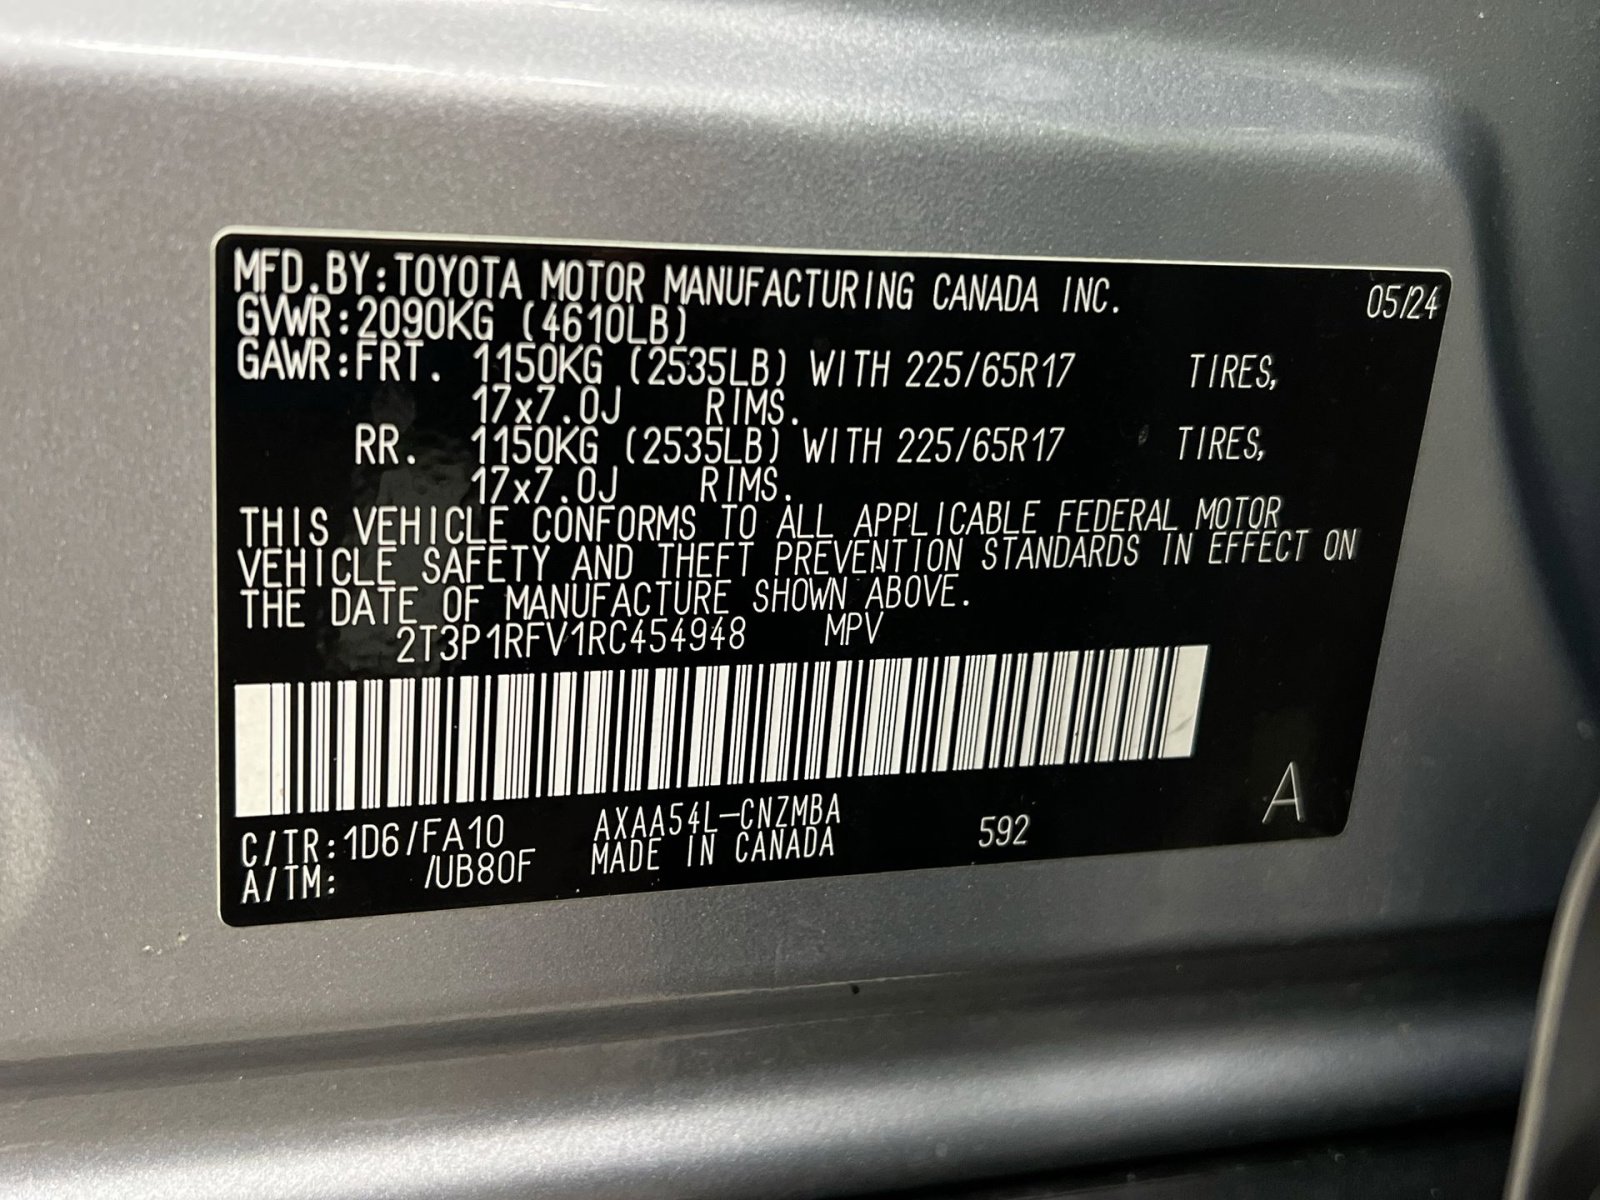 MFD.BY:TOYOTA MOTOR MANUFACTURING CANADA INC. 05/24
GVWR:2090KG (4610LB)
GAWR:FRT. 1150KG (2535LB) WITH 225/65R17 TIRES,
17x7.0J RIMS.
RR. 1150KG (2535LB) WITH 225/65R17 TIRES,
17x7.0J RIMS.
THIS VEHICLE CONFORMS TO ALL APPLICABLE FEDERAL MOTOR
VEHICLE SAFETY AND THEFT PREVENTION STANDARDS IN EFFECT ON
THE DATE OF MANUFACTURE SHOWN ABOVE.
2T3P1RFV1RC454948 MPV
C/TR:1D6/FA10 AXAA54L-CNZMBA 592 A
A/TM: /UB80F MADE IN CANADA